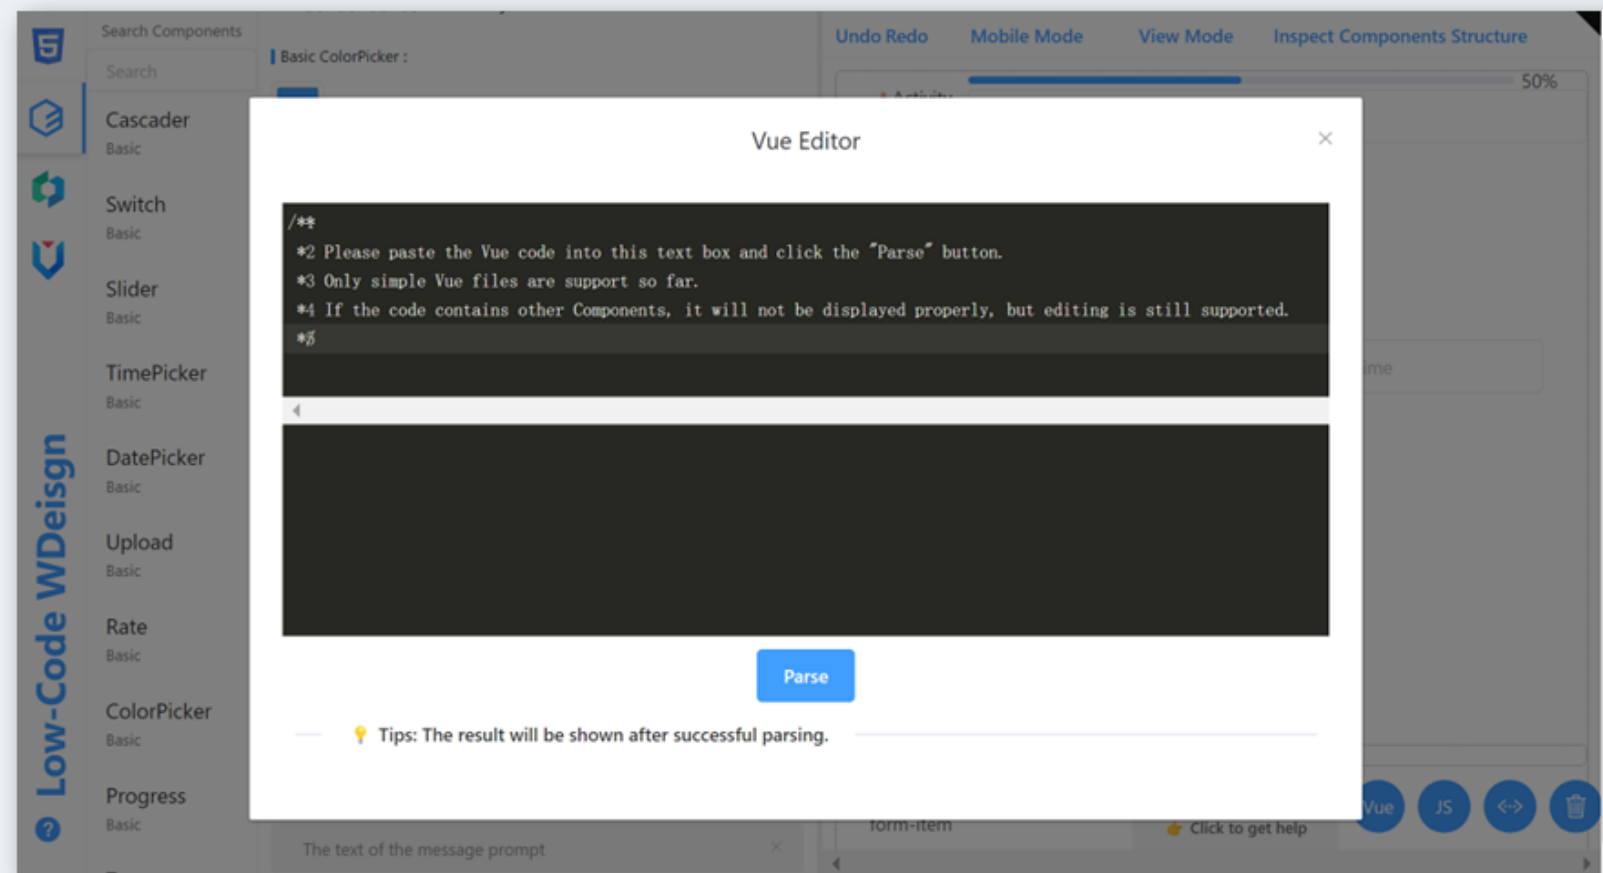 Search Components
Search
Cascader
Basic
Switch
Basic
Slider
Basic
TimePicker
Basic
DatePicker
Basic
Upload
Basic
Rate
Basic
ColorPicker
Basic
Progress
Basic
Low-Code WDeisgn
Basic ColorPicker :
Undo Redo
Mobile Mode
View Mode
Inspect Components Structure
50%
* Activity
Vue Editor
/**
*2 Please paste the Vue code into this text box and click the "Parse" button.
*3 Only simple Vue files are support so far.
*4 If the code contains other Components, it will not be displayed properly, but editing is still supported.
Parse
💡 Tips: The result will be shown after successful parsing.
ime
Vue
JS
form-item
👉 Click to get help
The text of the message prompt